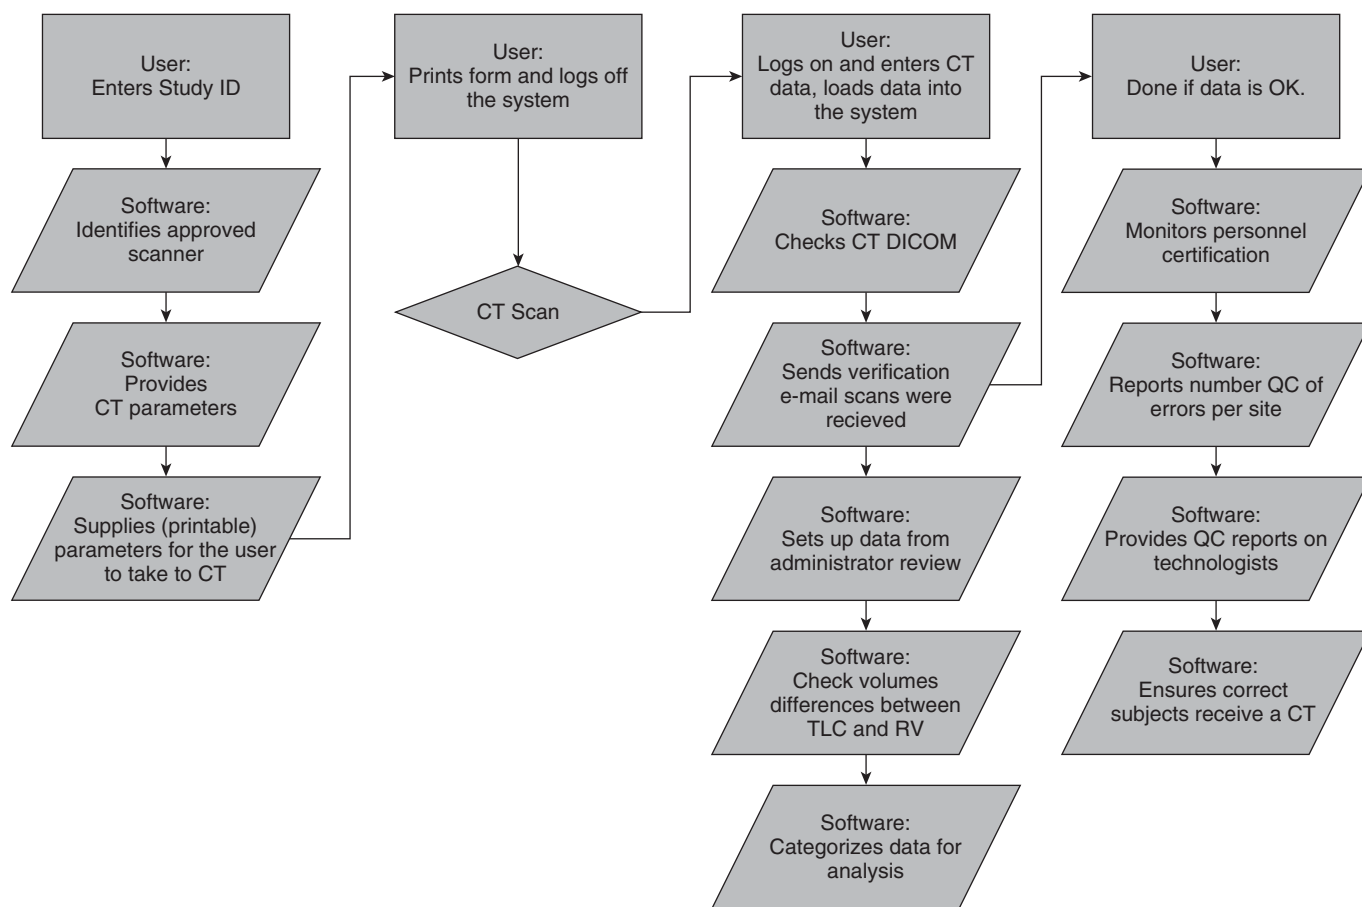 User:
Enters Study ID
Software:
Identifies approved
scanner
Software:
Provides
CT parameters
Software:
Supplies (printable)
parameters for the user
to take to CT
User:
Prints form and logs off
the system
CT Scan
User:
Logs on and enters CT
data, loads data into
the system
Software:
Checks CT DICOM
Software:
Sends verification
e-mail scans were
recieved
Software:
Sets up data from
administrator review
Software:
Check volumes
differences between
TLC and RV
Software:
Categorizes data for
analysis
User:
Done if data is OK.
Software:
Monitors personnel
certification
Software:
Reports number QC of
errors per site
Software:
Provides QC reports on
technologists
Software:
Ensures correct
subjects receive a CT